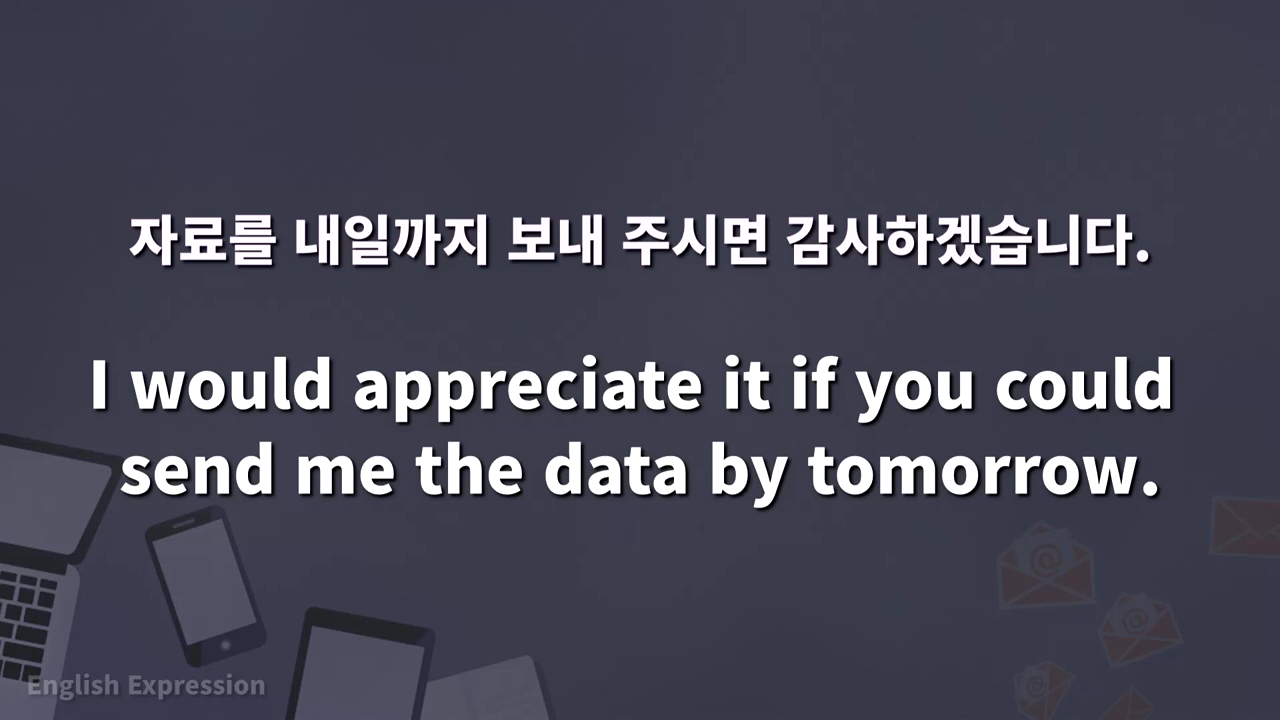 자료를 내일까지 보내 주시면 감사하겠습니다.
I would appreciate it if you could
send me the data by tomorrow.
English Expression